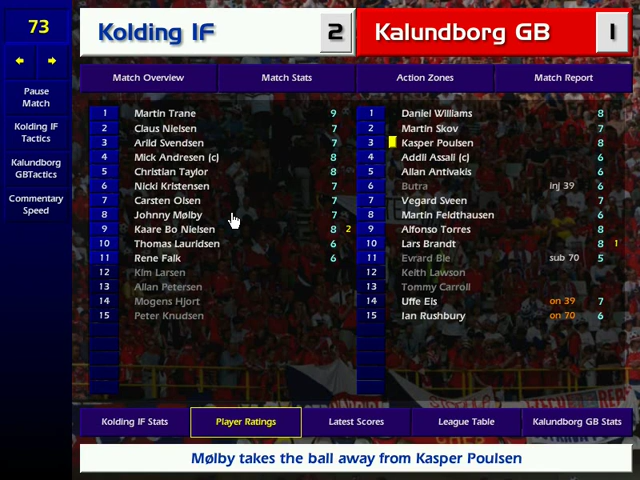 73
Kolding IF 2 Kalundborg GB 1
Match Overview Match Stats Action Zones Match Report
Pause Match
Kolding IF Tactics
Kalundborg GBTactics
Commentary Speed
1 Martin Trane 9
2 Claus Nielsen 7
3 Arild Svendsen 7
4 Mick Andresen (c) 8
5 Christian Taylor 8
6 Nicki Kristensen 7
7 Carsten Olsen 7
8 Johnny Mølby 7
9 Kaare Bo Nielsen 8 2
10 Thomas Lauridsen 6
11 Rene Falk 6
12 Kim Larsen
13 Allan Petersen
14 Mogens Hjort
15 Peter Knudsen
1 Daniel Williams 8
2 Martin Skov 7
3 Kasper Poulsen 8
4 Addli Assali (c) 6
5 Allan Antivakis 6
6 Butra inj 39 6
7 Vegard Sveen 7
8 Martin Feldthausen 6
9 Alfonso Torres 8
10 Lars Brandt 8 1
11 Evrard Ble sub 70 5
12 Keith Lawson
13 Tommy Carroll
14 Uffe Eis on 39 7
15 Ian Rushbury on 70 6
Kolding IF Stats Player Ratings Latest Scores League Table Kalundborg GB Stats
Mølby takes the ball away from Kasper Poulsen